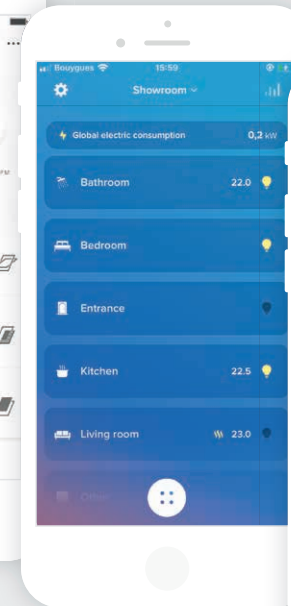 Bouygues 15:59
Showroom
Global electric consumption 0,2 kW
Bathroom 22.0
Bedroom
Entrance
Kitchen 22.5
Living room 23.0
Other